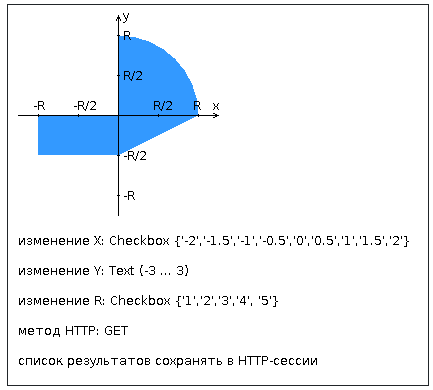 y
R
R/2
-R -R/2 R/2 R x
-R/2
-R
изменение X: Checkbox {'-2','-1.5','-1','-0.5','0','0.5','1','1.5','2'}
изменение Y: Text (-3 ... 3)
изменение R: Checkbox {'1','2','3','4', '5'}
метод HTTP: GET
список результатов сохранять в HTTP-сессии